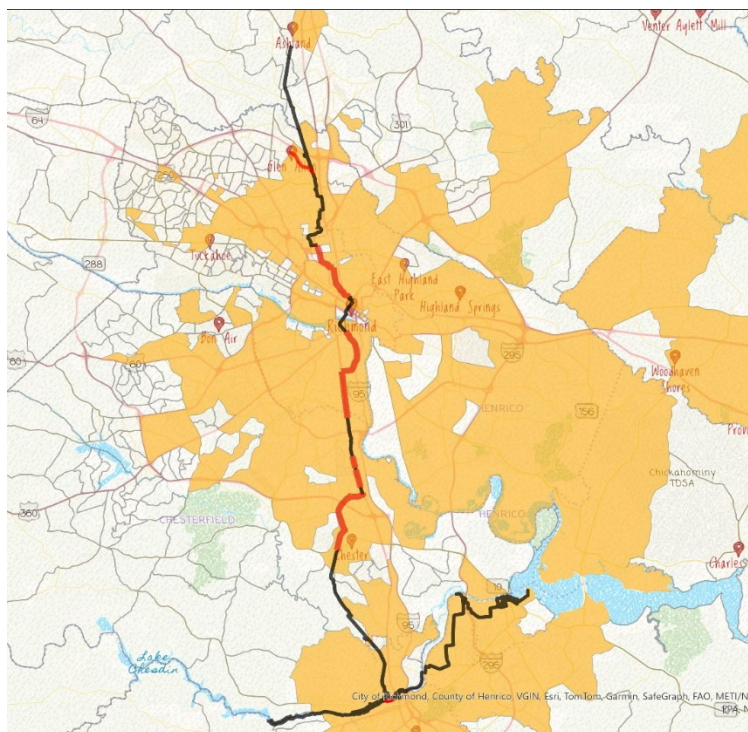 Venter Aylett Mill
Ashland
64
301
Tuckahoe
288
East Highland
Park
Highland Springs
Richmond
Bon Air
60
60
295
95
Woodhaven
Shores
HENRICO
156
Chickahominy
TDSA
360
CHESTERFIELD
HENRICO
Chester
Charles
10
95
Lake
Chesdin
295
City of Richmond, County of Henrico, VGIN, Esri, TomTom, Garmin, SafeGraph, FAO, METI/N
EPA, N